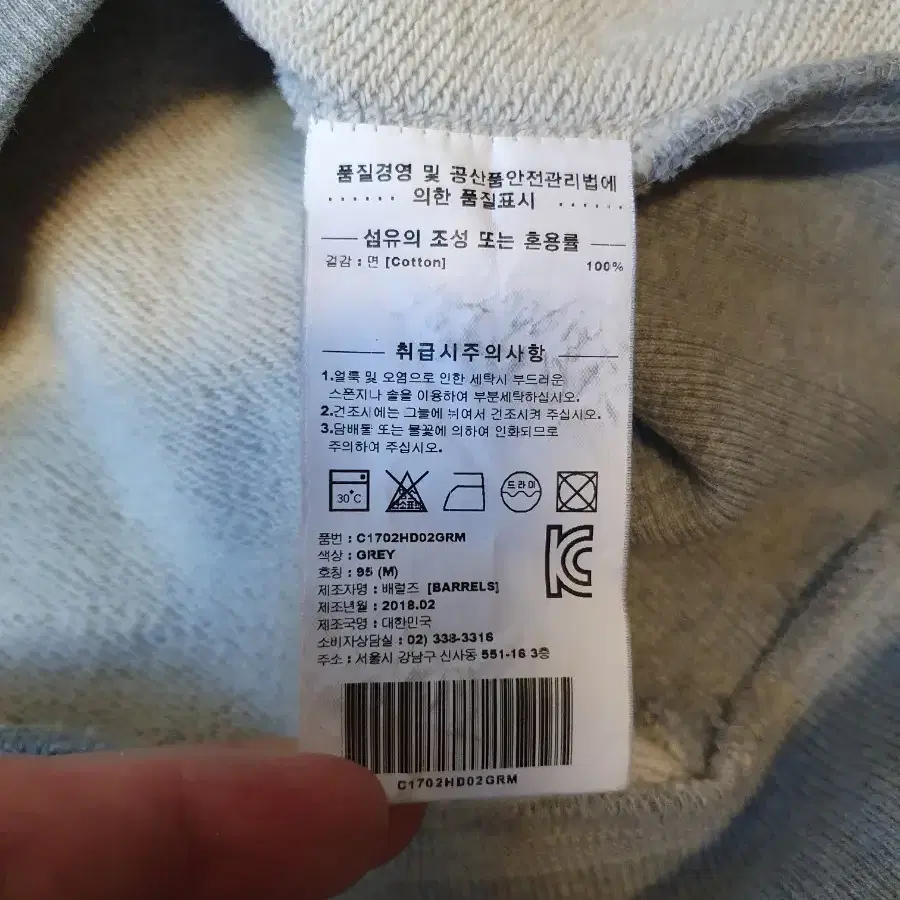 품질경영 및 공산품안전관리법에
...... 의한 품질표시 ......
섬유의 조성 또는 혼용률
겉감 : 면 [Cotton] 100%
취급시주의사항
1.얼룩 및 오염으로 인한 세탁시 부드러운
스폰지나 솔을 이용하여 부분세탁하십시오.
2.건조시에는 그늘에 뉘여서 건조시켜 주십시오.
3.담배불 또는 불꽃에 의하여 인화되므로
주의하여 주십시오.
30°C 드라이
품번 : C1702HD02GRM
색상 : GREY
호칭 : 95 (M)
제조자명 : 배럴즈 [BARRELS]
제조년월 : 2018.02
제조국명 : 대한민국
소비자상담실 : 02) 338-3316
주소 : 서울시 강남구 신사동 551-16 3층
C1702HD02GRM